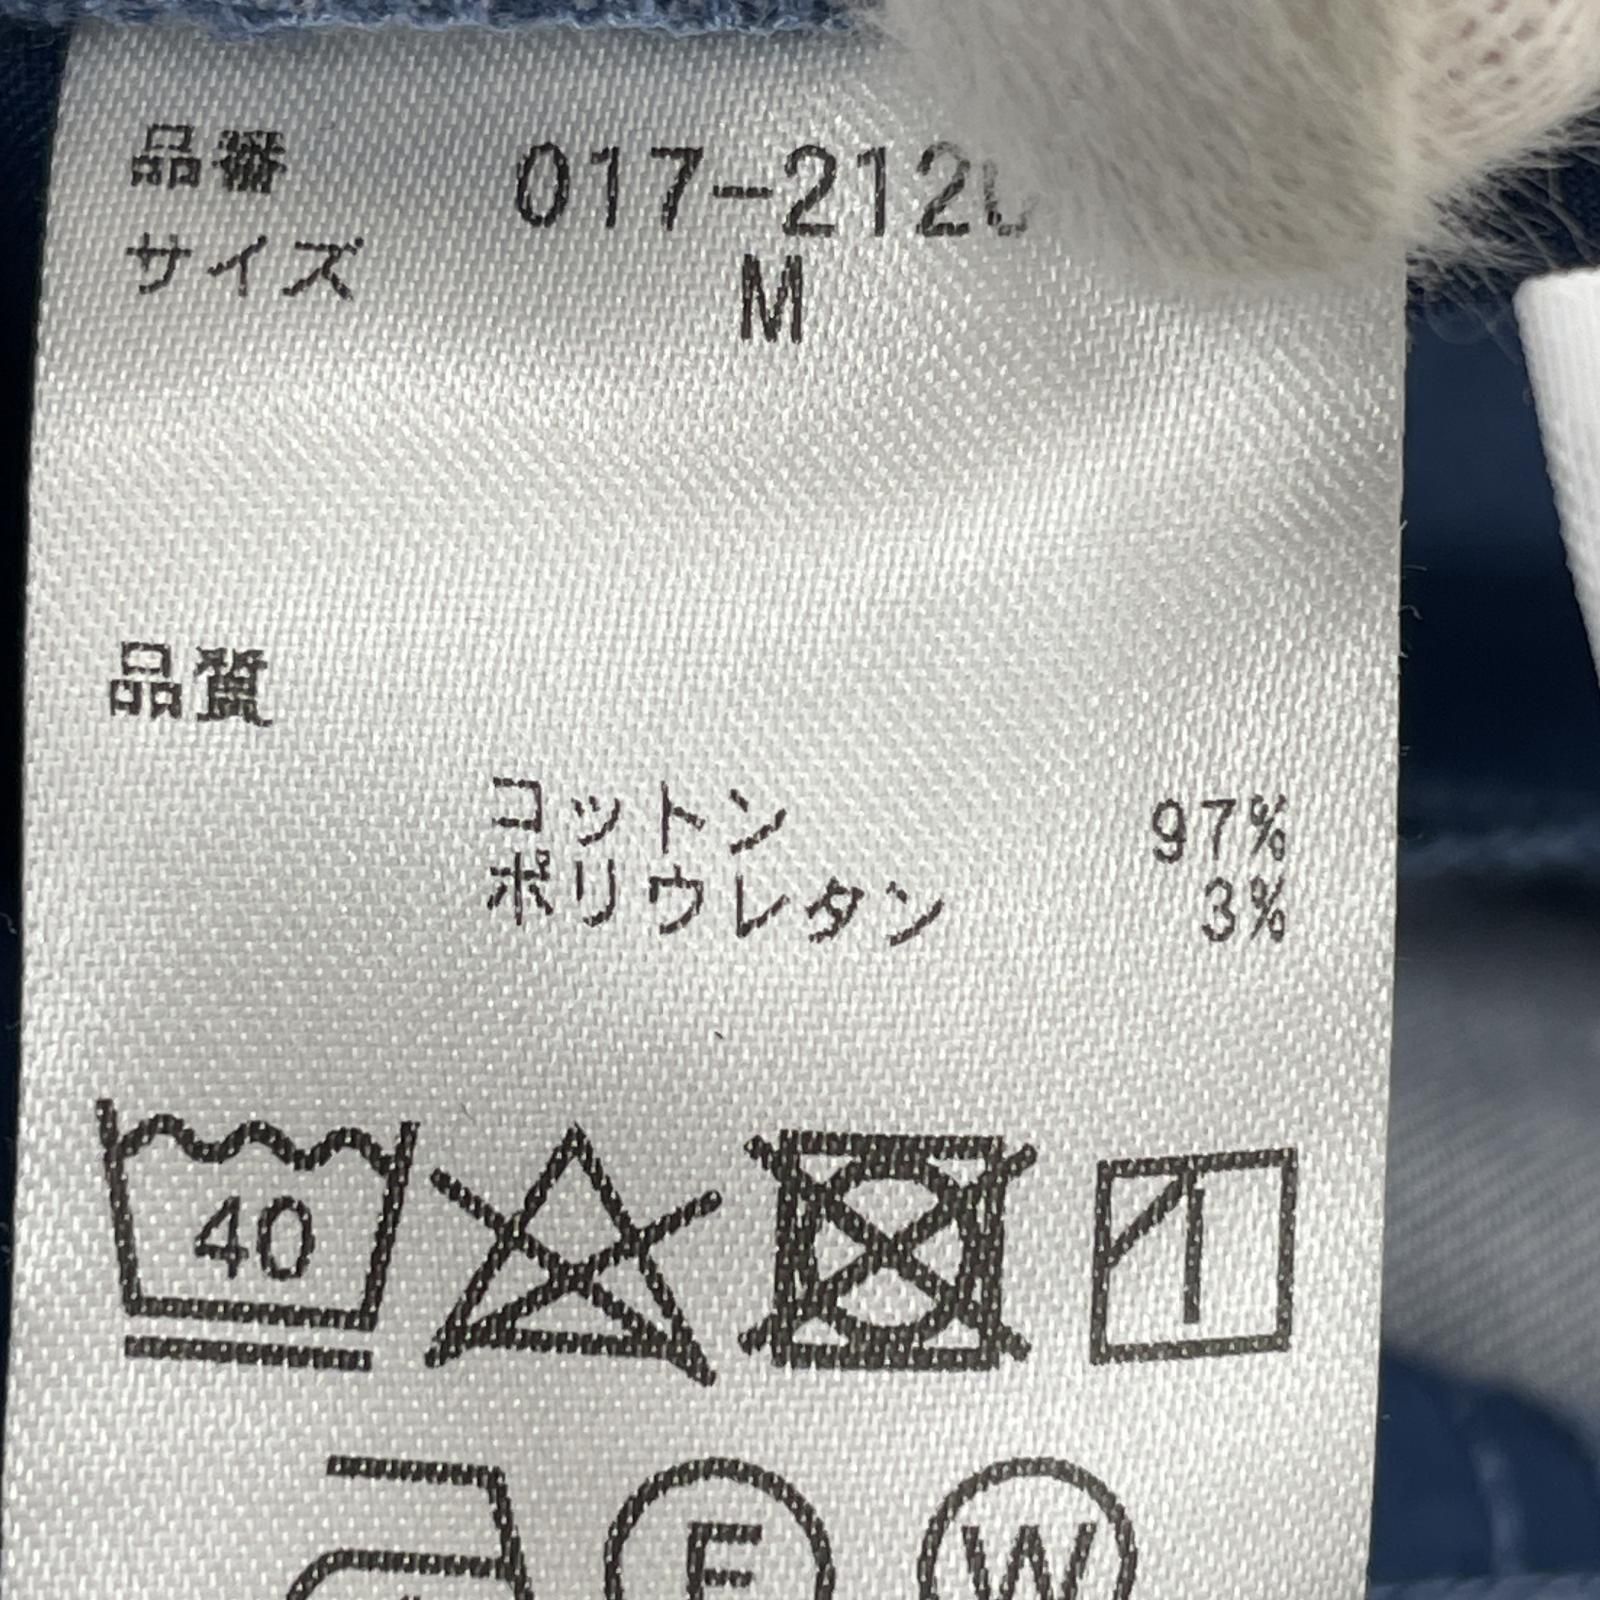 品番 017-212
サイズ M
品質
コットン 97%
ポリウレタン 3%
40
F W